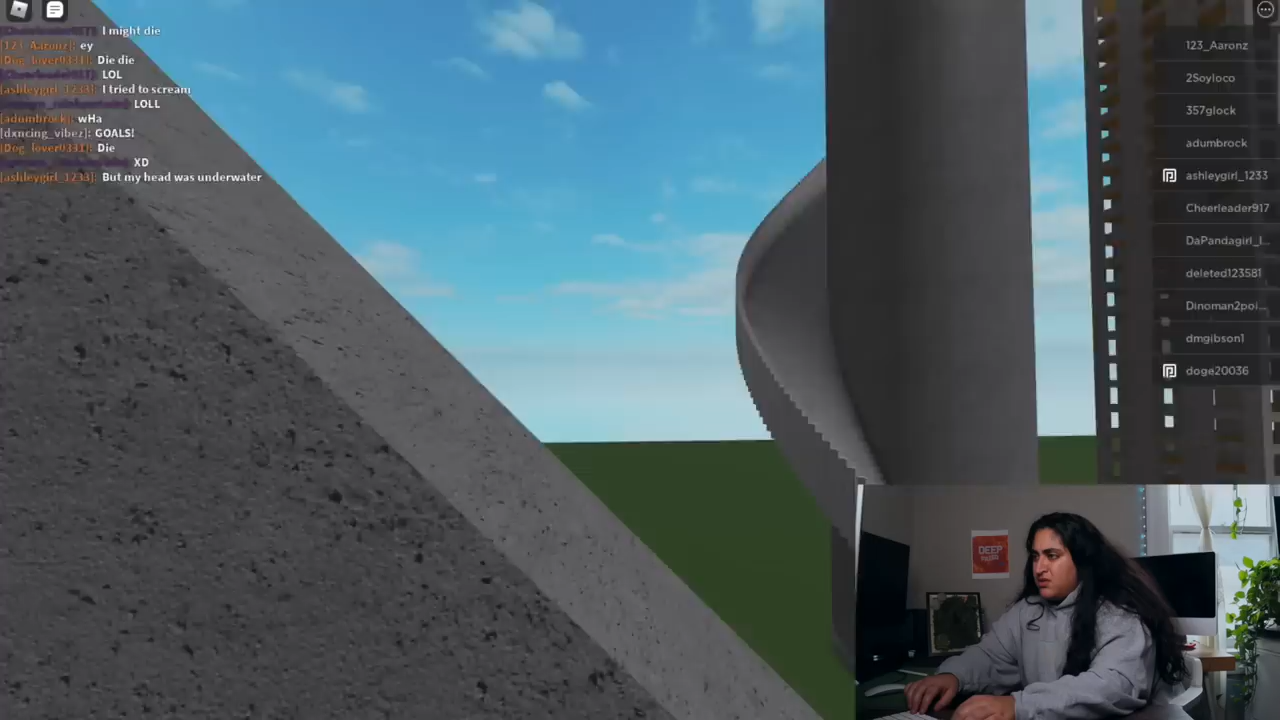 I might die
[123_Aaronz]: ey
[Dog_lover0331]: Die die
LOL
[ashleygirl_1233]: I tried to scream
LOLL
[adumbrock]: wHa
[dxncing_vibez]: GOALS!
[Dog_lover0331]: Die
XD
[ashleygirl_1233]: But my head was underwater
123_Aaronz
2Soyloco
357glock
adumbrock
ashleygirl_1233
Cheerleader917
DaPandagirl_l...
deleted123581
Dinoman2poi...
dmgibson1
doge20036
DEEP